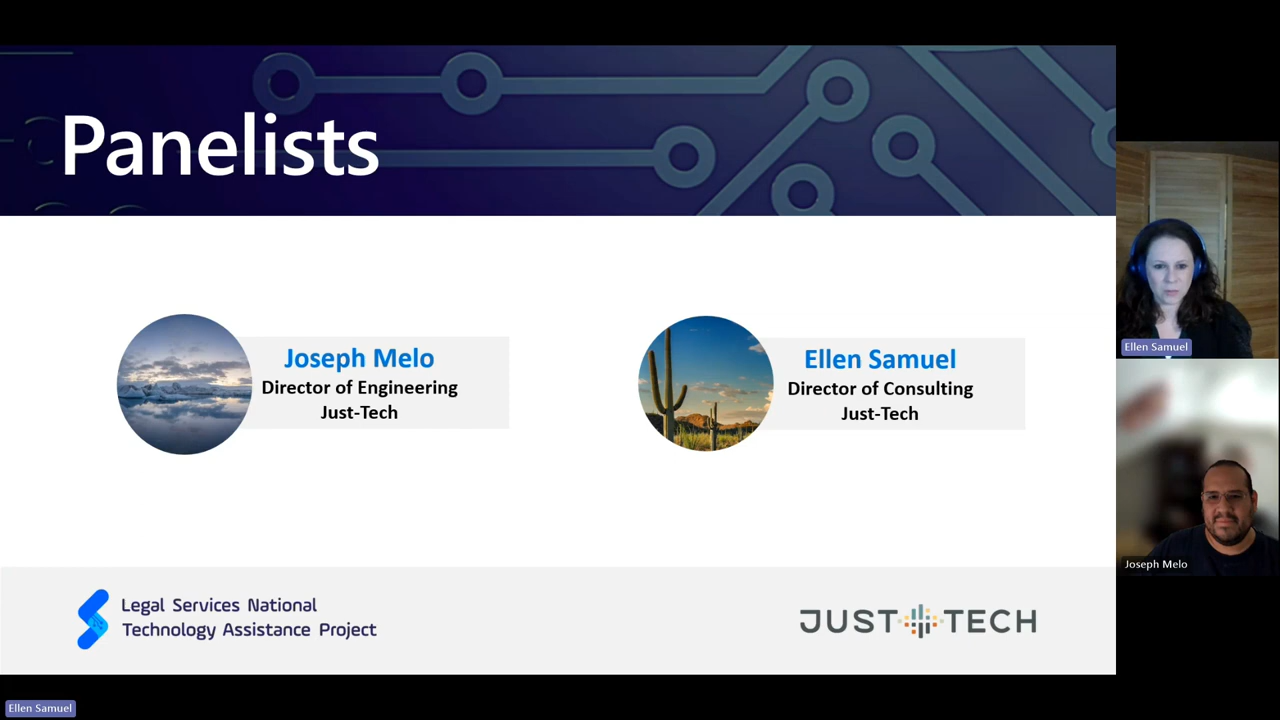 Panelists
Joseph Melo
Director of Engineering
Just-Tech
Ellen Samuel
Director of Consulting
Just-Tech
Legal Services National
Technology Assistance Project
JUST TECH
Ellen Samuel
Joseph Melo
Ellen Samuel